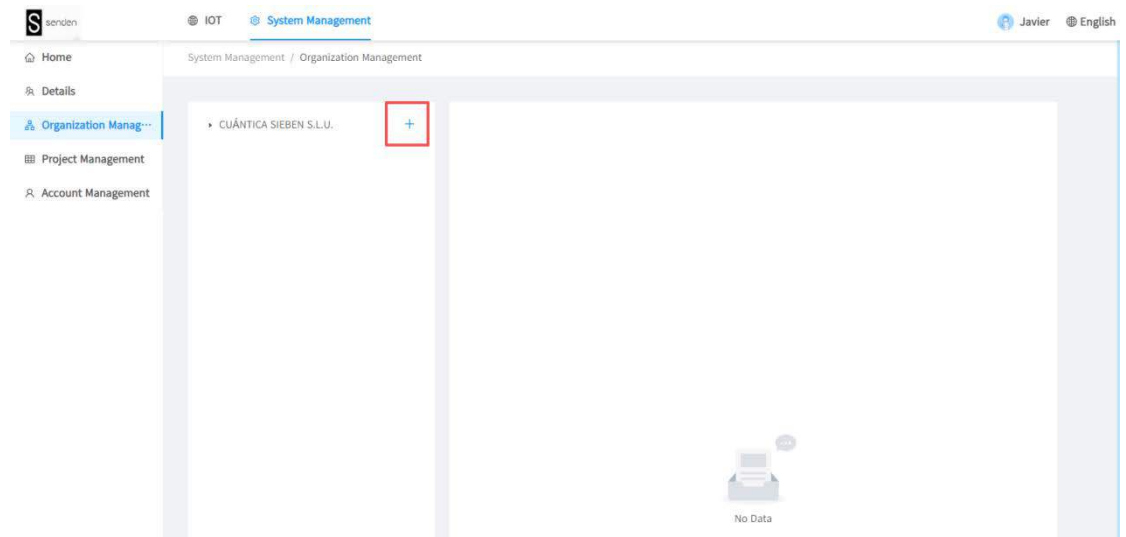 S senden
IOT System Management Javier English
Home
System Management / Organization Management
Details
Organization Manag···
CUÁNTICA SIEBEN S.L.U. +
Project Management
Account Management
No Data